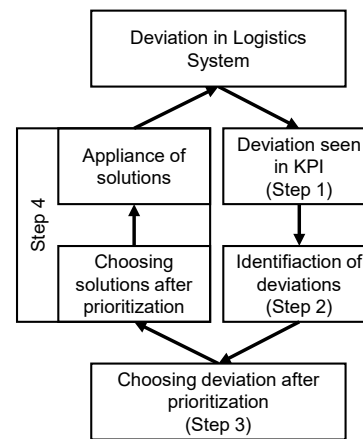 Deviation in Logistics
System
Step 4
Appliance of
solutions
Deviation seen
in KPI
(Step 1)
Choosing
solutions after
prioritization
Identifiaction of
deviations
(Step 2)
Choosing deviation after
prioritization
(Step 3)